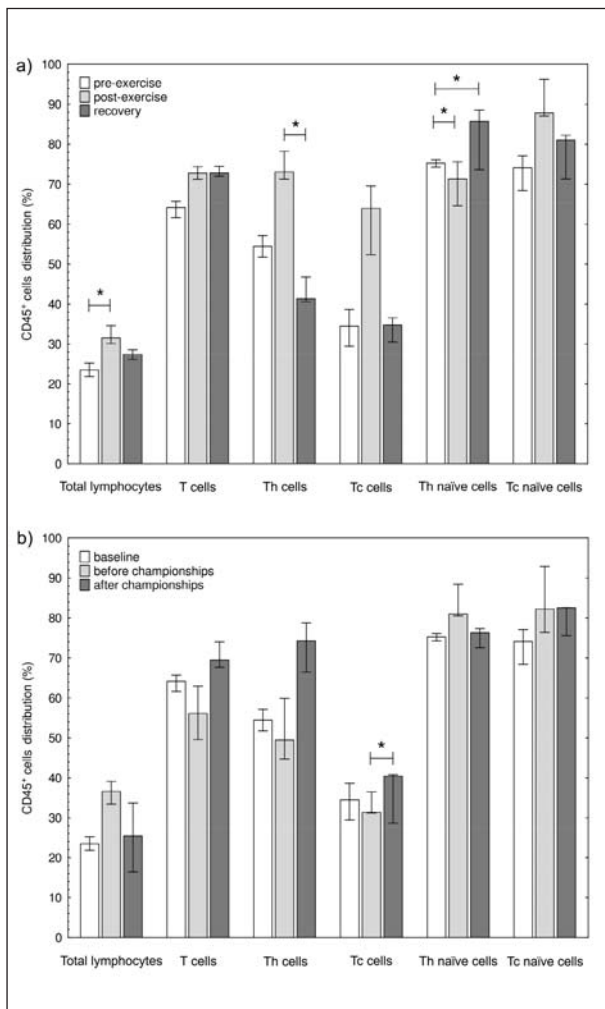 a)
pre-exercise
post-exercise
recovery
CD45⁺ cells distribution (%)
100
90
80
70
60
50
40
30
20
10
0
*
*
*
*
Total lymphocytes T cells Th cells Tc cells Th naïve cells Tc naïve cells
b)
baseline
before championships
after championships
CD45⁺ cells distribution (%)
100
90
80
70
60
50
40
30
20
10
0
*
Total lymphocytes T cells Th cells Tc cells Th naïve cells Tc naïve cells